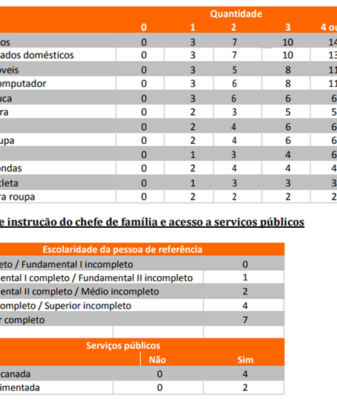 Quantidade
0 1 2 3 4 ou
os 0 3 7 10 14
ados domésticos 0 3 7 10 13
óveis 0 3 5 8 11
omputador 0 3 6 8 11
uca 0 3 6 6 6
ra 0 2 3 5 5
0 2 4 6 6
upa 0 2 4 6 6
0 1 3 4 6
ondas 0 2 4 4 4
cleta 0 1 3 3 3
ra roupa 0 2 2 2 2
e instrução do chefe de família e acesso a serviços públicos
Escolaridade da pessoa de referência
eto / Fundamental I incompleto 0
ental I completo / Fundamental II incompleto 1
ental II completo / Médio incompleto 2
ompleto / Superior incompleto 4
r completo 7
Serviços públicos
Não Sim
canada 0 4
imentada 0 2